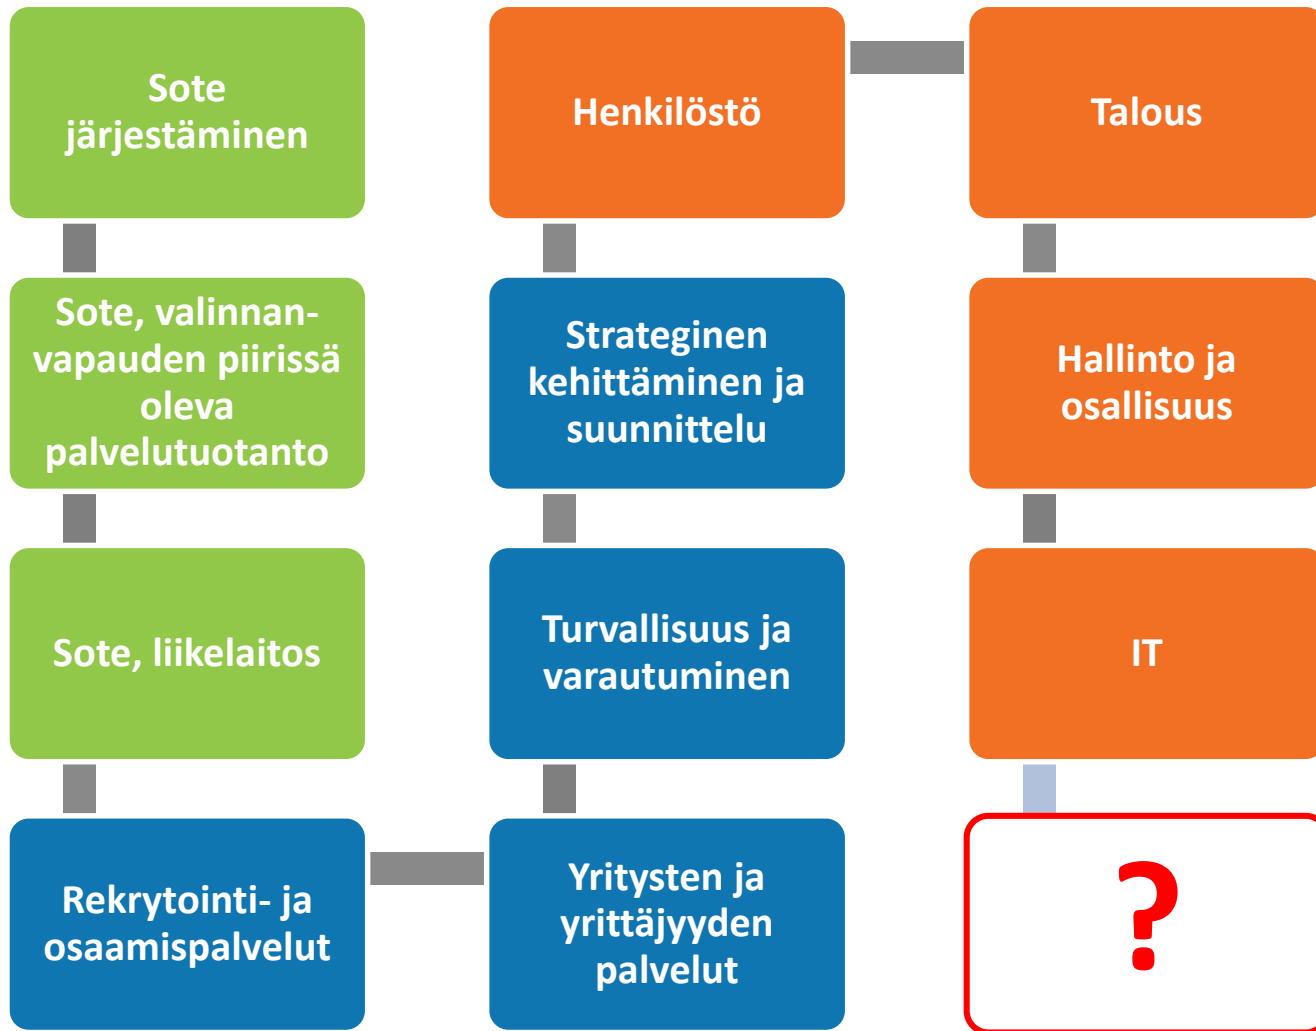 Sote
järjestäminen
Sote, valinnan-
vapauden piirissä
oleva
palvelutuotanto
Sote, liikelaitos
Rekrytointi- ja
osaamispalvelut
Yritysten ja
yrittäjyyden
palvelut
Turvallisuus ja
varautuminen
Strateginen
kehittäminen ja
suunnittelu
Henkilöstö
Talous
Hallinto ja
osallisuus
IT
?